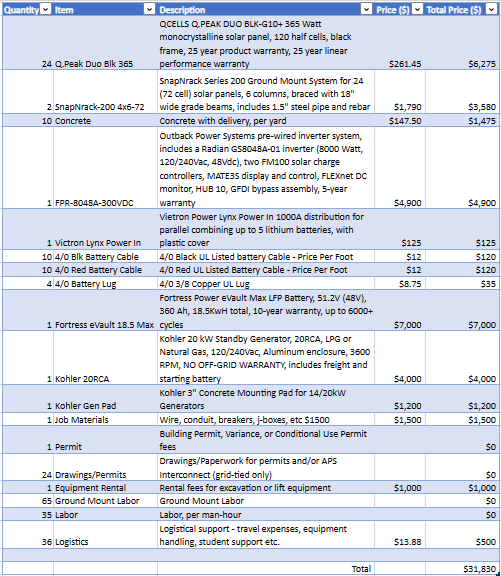 Quantity Item Description Price ($) Total Price ($)
QCELLS Q.PEAK DUO BLK-G10+ 365 Watt
monocrystalline solar panel, 120 half cells, black
frame, 25 year product warranty, 25 year linear
24 Q.Peak Duo Blk 365 performance warranty $261.45 $6,275
SnapNrack Series 200 Ground Mount System for 24
(72 cell) solar panels, 6 columns, braced with 18"
2 SnapNrack-200 4x6-72 wide grade beams, includes 1.5" steel pipe and rebar $1,790 $3,580
10 Concrete Concrete with delivery, per yard $147.50 $1,475
Outback Power Systems pre-wired inverter system,
includes a Radian GS8048A-01 inverter (8000 Watt,
120/240Vac, 48Vdc), two FM100 solar charge
controllers, MATE3S display and control, FLEXnet DC
monitor, HUB 10, GFDI bypass assembly, 5-year
1 FPR-8048A-300VDC warranty $4,900 $4,900
Vietron Power Lynx Power In 1000A distribution for
parallel combining up to 5 lithium batteries, with
1 Victron Lynx Power In plastic cover $125 $125
10 4/0 Blk Battery Cable 4/0 Black UL Listed battery Cable - Price Per Foot $12 $120
10 4/0 Red Battery Cable 4/0 Red UL Listed Battery Cable - Price Per Foot $12 $120
4 4/0 Battery Lug 4/0 3/8 Copper UL Lug $8.75 $35
Fortress Power eVault Max LFP Battery, 51.2V (48V),
360 Ah, 18.5KwH total, 10-year warranty, up to 6000+
1 Fortress eVault 18.5 Max cycles $7,000 $7,000
Kohler 20 kW Standby Generator, 20RCA, LPG or
Natural Gas, 120/240Vac, Aluminum enclosure, 3600
RPM, NO OFF-GRID WARRANTY, includes freight and
1 Kohler 20RCA starting battery $4,000 $4,000
Kohler 3" Concrete Mounting Pad for 14/20kW
1 Kohler Gen Pad Generators $1,200 $1,200
1 Job Materials Wire, conduit, breakers, j-boxes, etc $1500 $1,500 $1,500
Building Permit, Variance, or Conditional Use Permit
1 Permit fees $0
Drawings/Paperwork for permits and/or APS
24 Drawings/Permits Interconnect (grid-tied only) $0
1 Equipment Rental Rental fees for excavation or lift equipment $1,000 $1,000
65 Ground Mount Labor Ground Mount Labor $0
35 Labor Labor, per man-hour $0
Logistical support - travel expenses, equipment
36 Logistics handling, student support etc. $13.88 $500
Total $31,830